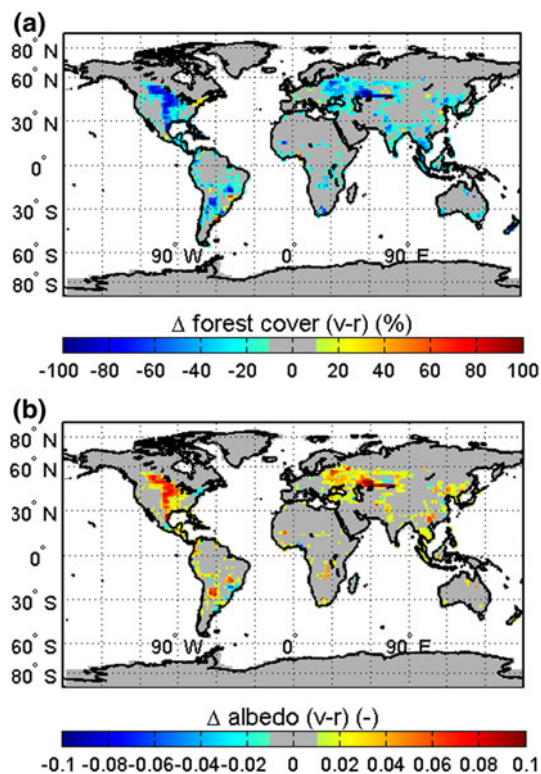 (a)
80° N
60° N
30° N
0°
30° S
60° S
80° S
90° W
0°
90° E
Δ forest cover (v-r) (%)
-100 -80 -60 -40 -20 0 20 40 60 80 100
(b)
80° N
60° N
30° N
0°
30° S
60° S
80° S
90° W
0°
90° E
Δ albedo (v-r) (-)
-0.1 -0.08 -0.06 -0.04 -0.02 0 0.02 0.04 0.06 0.08 0.1